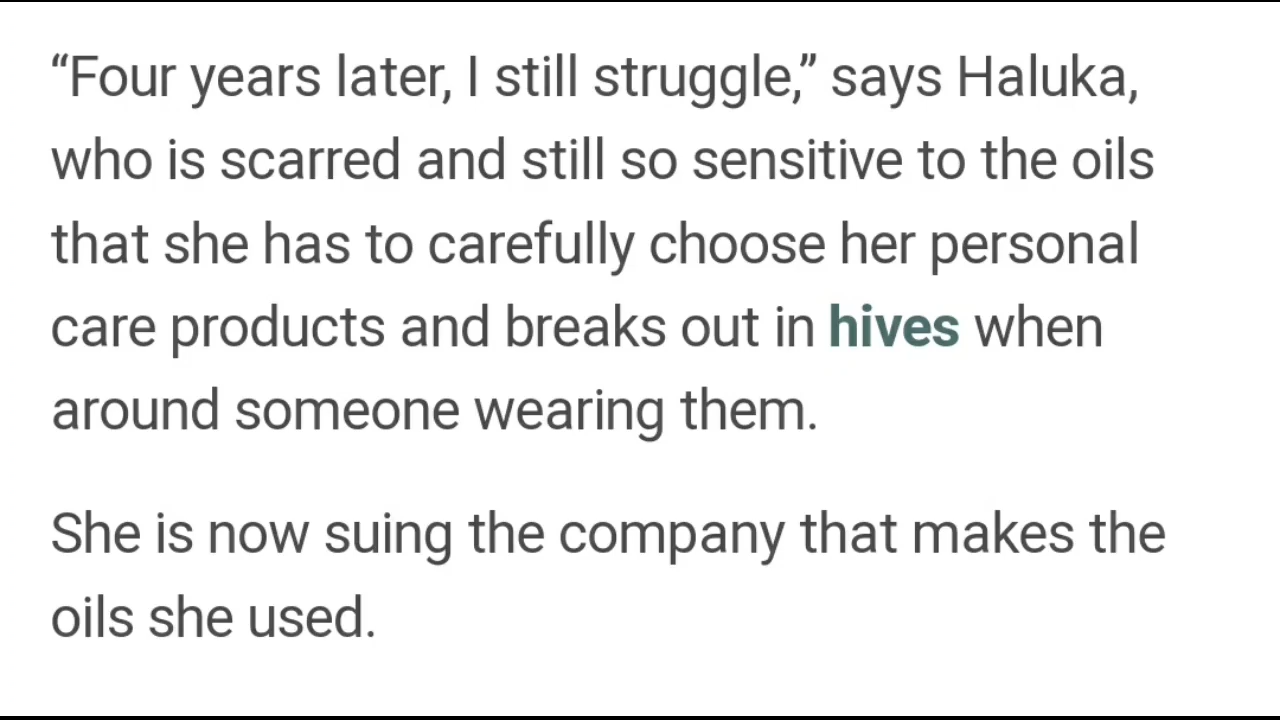 “Four years later, I still struggle,” says Haluka,
who is scarred and still so sensitive to the oils
that she has to carefully choose her personal
care products and breaks out in hives when
around someone wearing them.
She is now suing the company that makes the
oils she used.